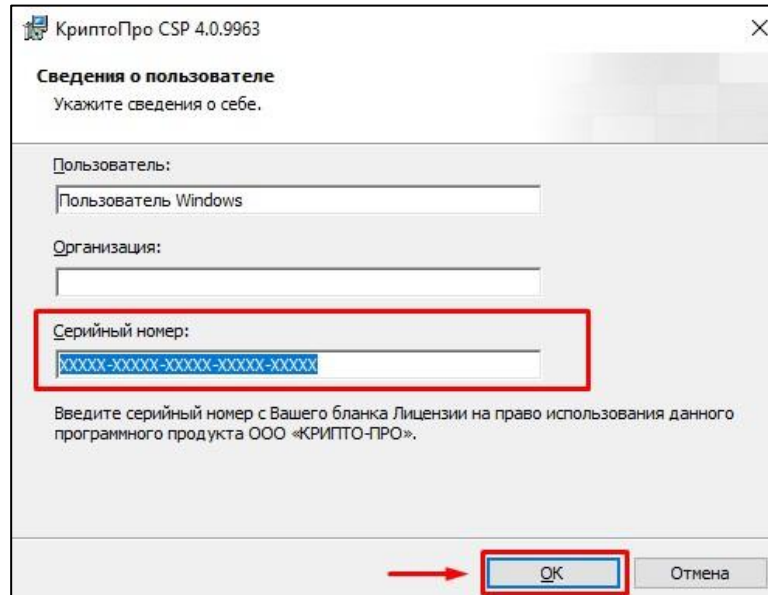 КриптоПро CSP 4.0.9963
Сведения о пользователе
Укажите сведения о себе.
Пользователь:
Пользователь Windows
Организация:
Серийный номер:
XXXXX-XXXXX-XXXXX-XXXXX-XXXXX
Введите серийный номер с Вашего бланка Лицензии на право использования данного
программного продукта ООО «КРИПТО-ПРО».
ОК
Отмена